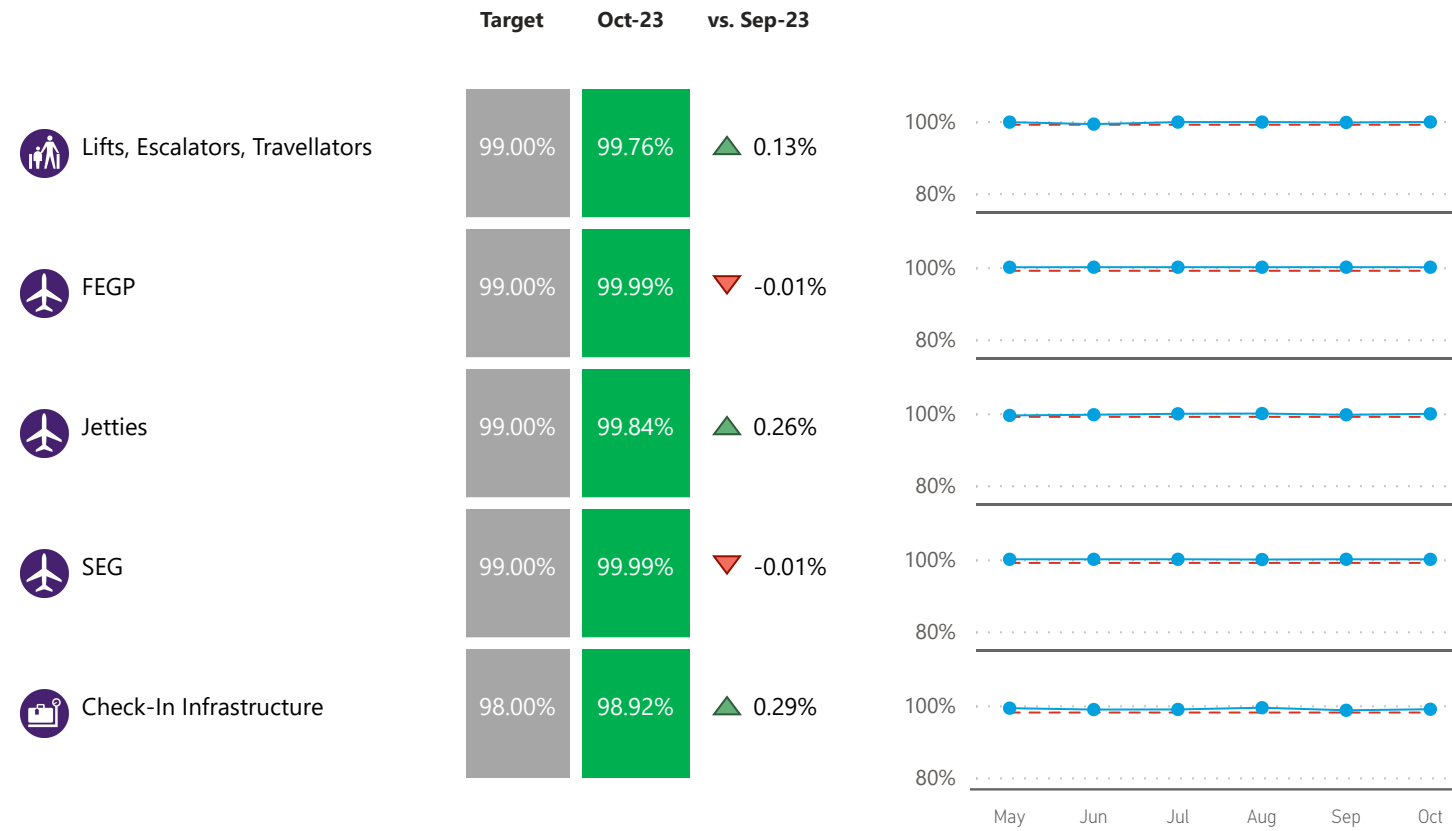 Target Oct-23 vs. Sep-23
Lifts, Escalators, Travellators 99.00% 99.76% 0.13%
100%
80%
FEGP 99.00% 99.99% -0.01%
100%
80%
Jetties 99.00% 99.84% 0.26%
100%
80%
SEG 99.00% 99.99% -0.01%
100%
80%
Check-In Infrastructure 98.00% 98.92% 0.29%
100%
80%
May Jun Jul Aug Sep Oct